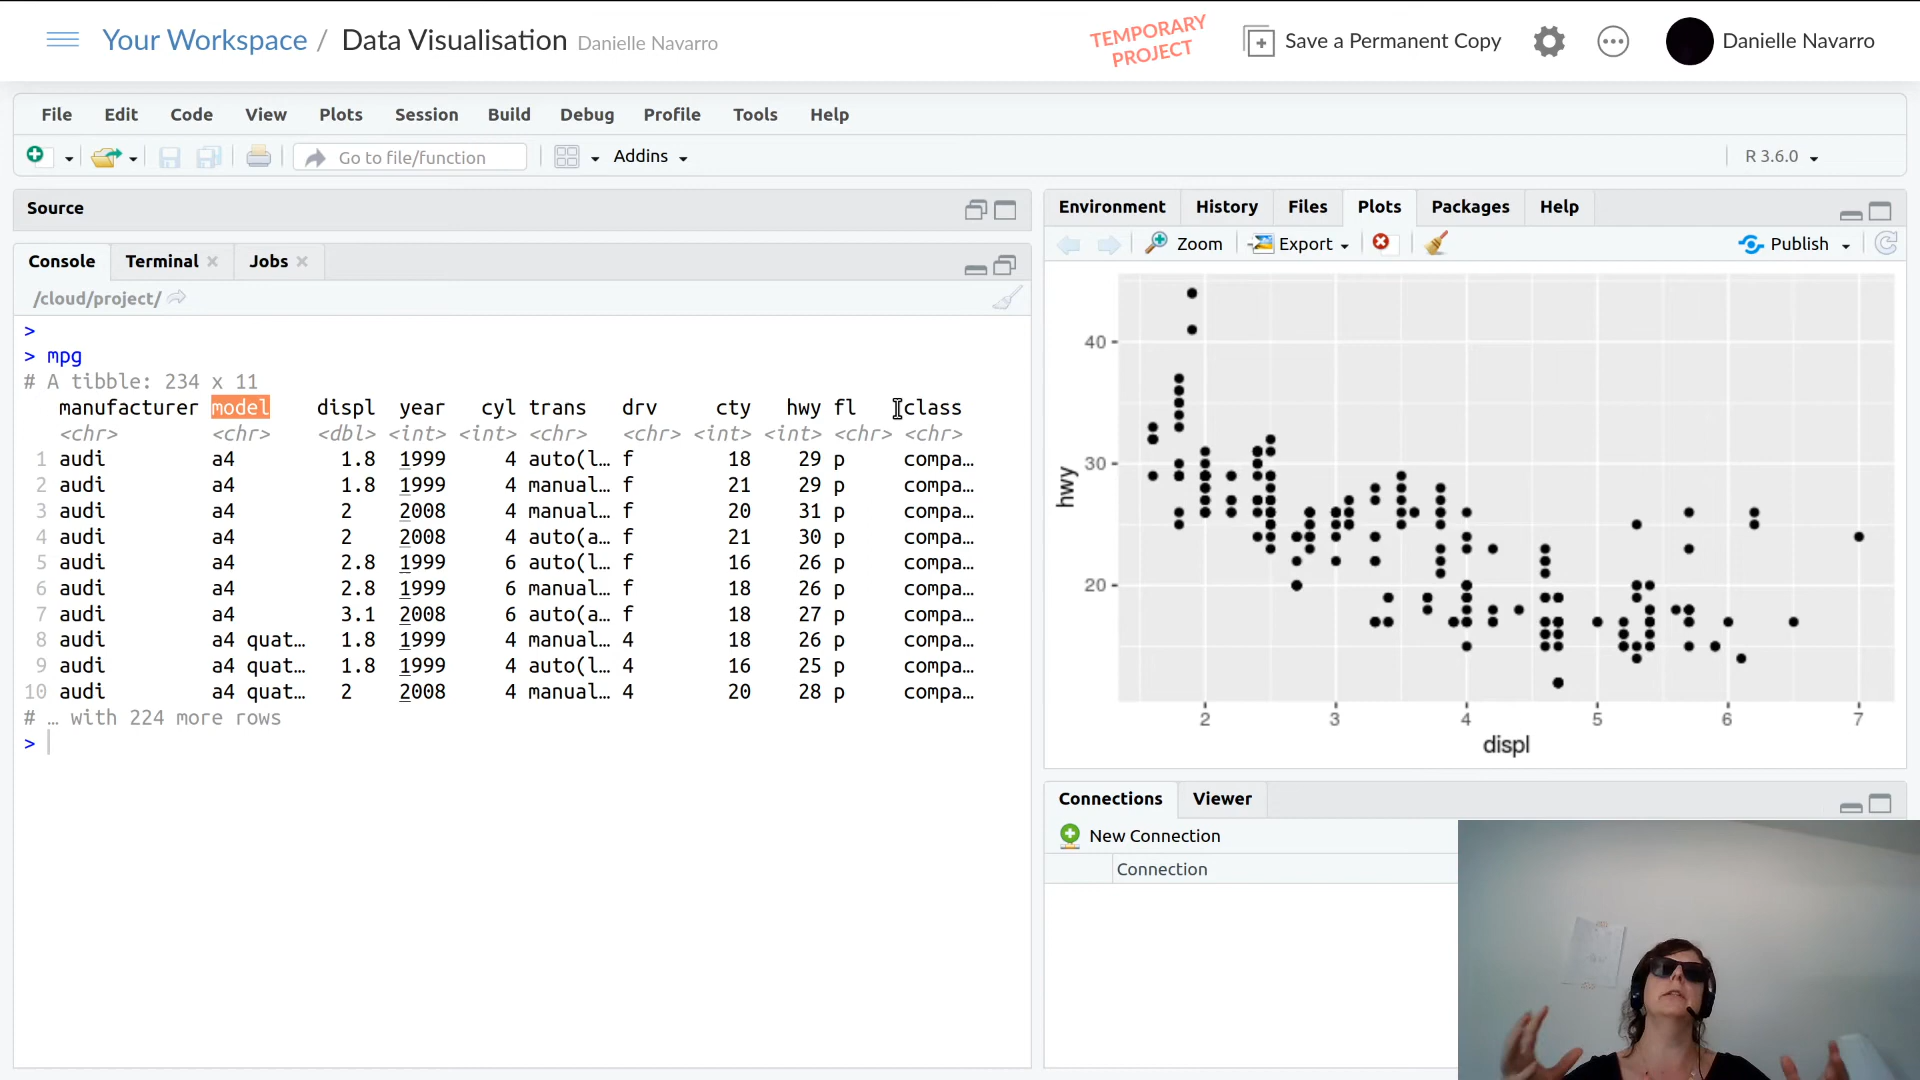 Your Workspace / Data Visualisation Danielle Navarro
TEMPORARY
PROJECT
Save a Permanent Copy
Danielle Navarro
File Edit Code View Plots Session Build Debug Profile Tools Help
Go to file/function
Addins
R 3.6.0
Source
Console Terminal Jobs
/cloud/project/
>
> mpg
# A tibble: 234 x 11
manufacturer model displ year cyl trans drv cty hwy fl class
<chr> <chr> <dbl> <int> <int> <chr> <chr> <int> <int> <chr> <chr>
1 audi a4 1.8 1999 4 auto(l… f 18 29 p compa…
2 audi a4 1.8 1999 4 manual… f 21 29 p compa…
3 audi a4 2 2008 4 manual… f 20 31 p compa…
4 audi a4 2 2008 4 auto(a… f 21 30 p compa…
5 audi a4 2.8 1999 6 auto(l… f 16 26 p compa…
6 audi a4 2.8 1999 6 manual… f 18 26 p compa…
7 audi a4 3.1 2008 6 auto(a… f 18 27 p compa…
8 audi a4 quat… 1.8 1999 4 manual… 4 18 26 p compa…
9 audi a4 quat… 1.8 1999 4 auto(l… 4 16 25 p compa…
10 audi a4 quat… 2 2008 4 manual… 4 20 28 p compa…
# … with 224 more rows
>
Environment History Files Plots Packages Help
Zoom Export Publish
40
30
20
hwy
2 3 4 5 6 7
displ
Connections Viewer
New Connection
Connection